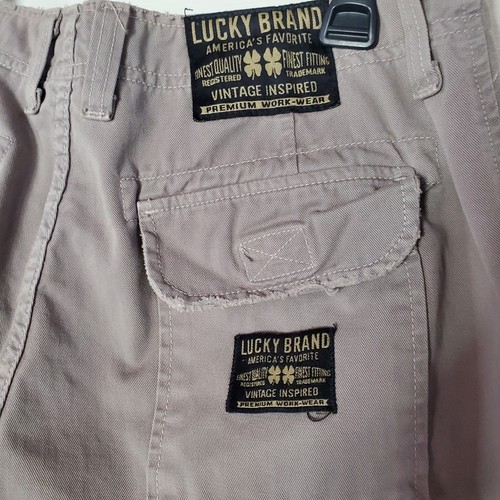 LUCKY BRAND
AMERICA'S FAVORITE
FINEST QUALITY FINEST FITTING
REGISTERED TRADEMARK
VINTAGE INSPIRED
PREMIUM WORK-WEAR
LUCKY BRAND
AMERICA'S FAVORITE
FINEST QUALITY FINEST FITTING
REGISTERED TRADEMARK
VINTAGE INSPIRED
PREMIUM WORK-WEAR